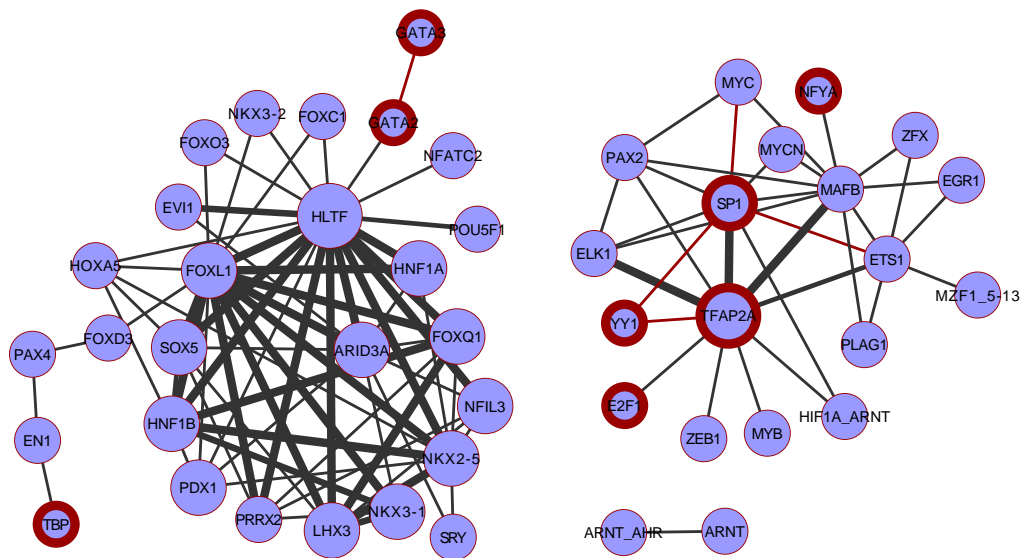 GATA3
GATA2
NKX3-2
FOXC1
FOXO3
NFATC2
EVI1
HLTF
POU5F1
HOXA5
FOXL1
HNF1A
PAX4
FOXD3
SOX5
ARID3A
FOXQ1
NFIL3
HNF1B
EN1
NKX2-5
PDX1
PRRX2
LHX3
NKX3-1
SRY
TBP
MYC
NFYA
ZFX
PAX2
MYCN
MAFB
EGR1
SP1
ELK1
ETS1
MZF1_5-13
YY1
TFAP2A
PLAG1
E2F1
HIF1A_ARNT
ZEB1
MYB
ARNT_AHR
ARNT